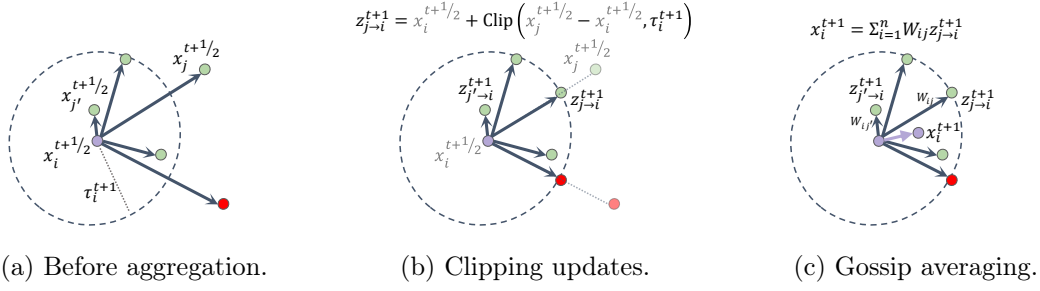 x_j^{t+1/2}
x_{j'}^{t+1/2}
x_i^{t+1/2}
τ_i^{t+1}
(a) Before aggregation.
z_{j→i}^{t+1} = x_i^{t+1/2} + Clip(x_j^{t+1/2} − x_i^{t+1/2}, τ_i^{t+1})
x_j^{t+1/2}
z_{j'→i}^{t+1}
z_{j→i}^{t+1}
x_i^{t+1/2}
(b) Clipping updates.
x_i^{t+1} = Σ_{i=1}^n W_{ij} z_{j→i}^{t+1}
z_{j'→i}^{t+1}
W_{ij}
z_{j→i}^{t+1}
W_{ij'}
x_i^{t+1}
(c) Gossip averaging.